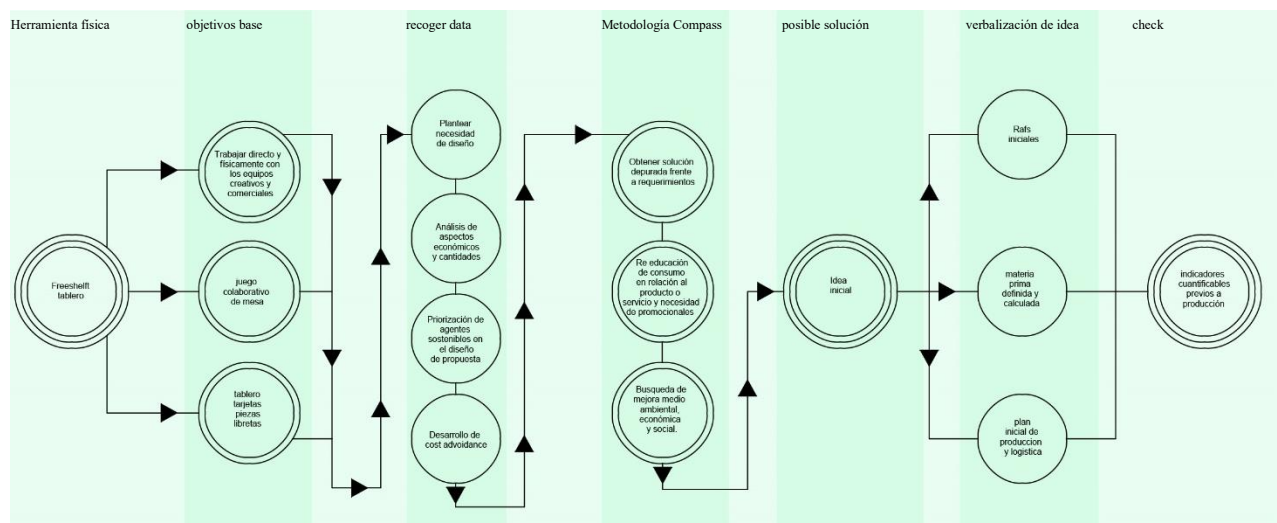 Herramienta física
objetivos base
recoger data
Metodología Compass
posible solución
verbalización de idea
check
Freeshelft
tablero
Trabajar directo y
físicamente con
los equipos
creativos y
comerciales
juego
colaborativo
de mesa
tablero
tarjetas
piezas
libretas
Plantear
necesidad
de diseño
Análisis de
aspectos
económicos
y cantidades
Priorización de
agentes
sostenibles en
el diseño
de propuesta
Desarrollo de
cost advoidance
Obtener solución
depurada frente
a requerimientos
Re educación
de consumo
en relación al
producto o
servicio y necesidad
de promocionales
Busqueda de
mejora medio
ambiental,
económica
y social.
Idea
inicial
Rafs
iniciales
materia
prima
definida y
calculada
plan
inicial de
produccion
y logistica
indicadores
cuantificables
previos a
producción